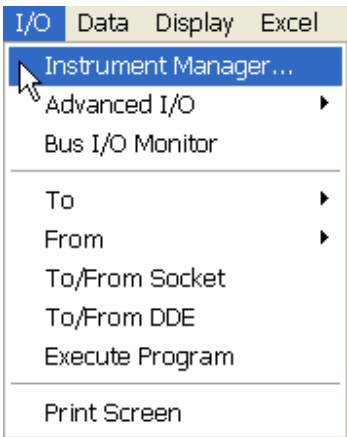 I/O Data Display Excel
Instrument Manager...
Advanced I/O
Bus I/O Monitor
To
From
To/From Socket
To/From DDE
Execute Program
Print Screen